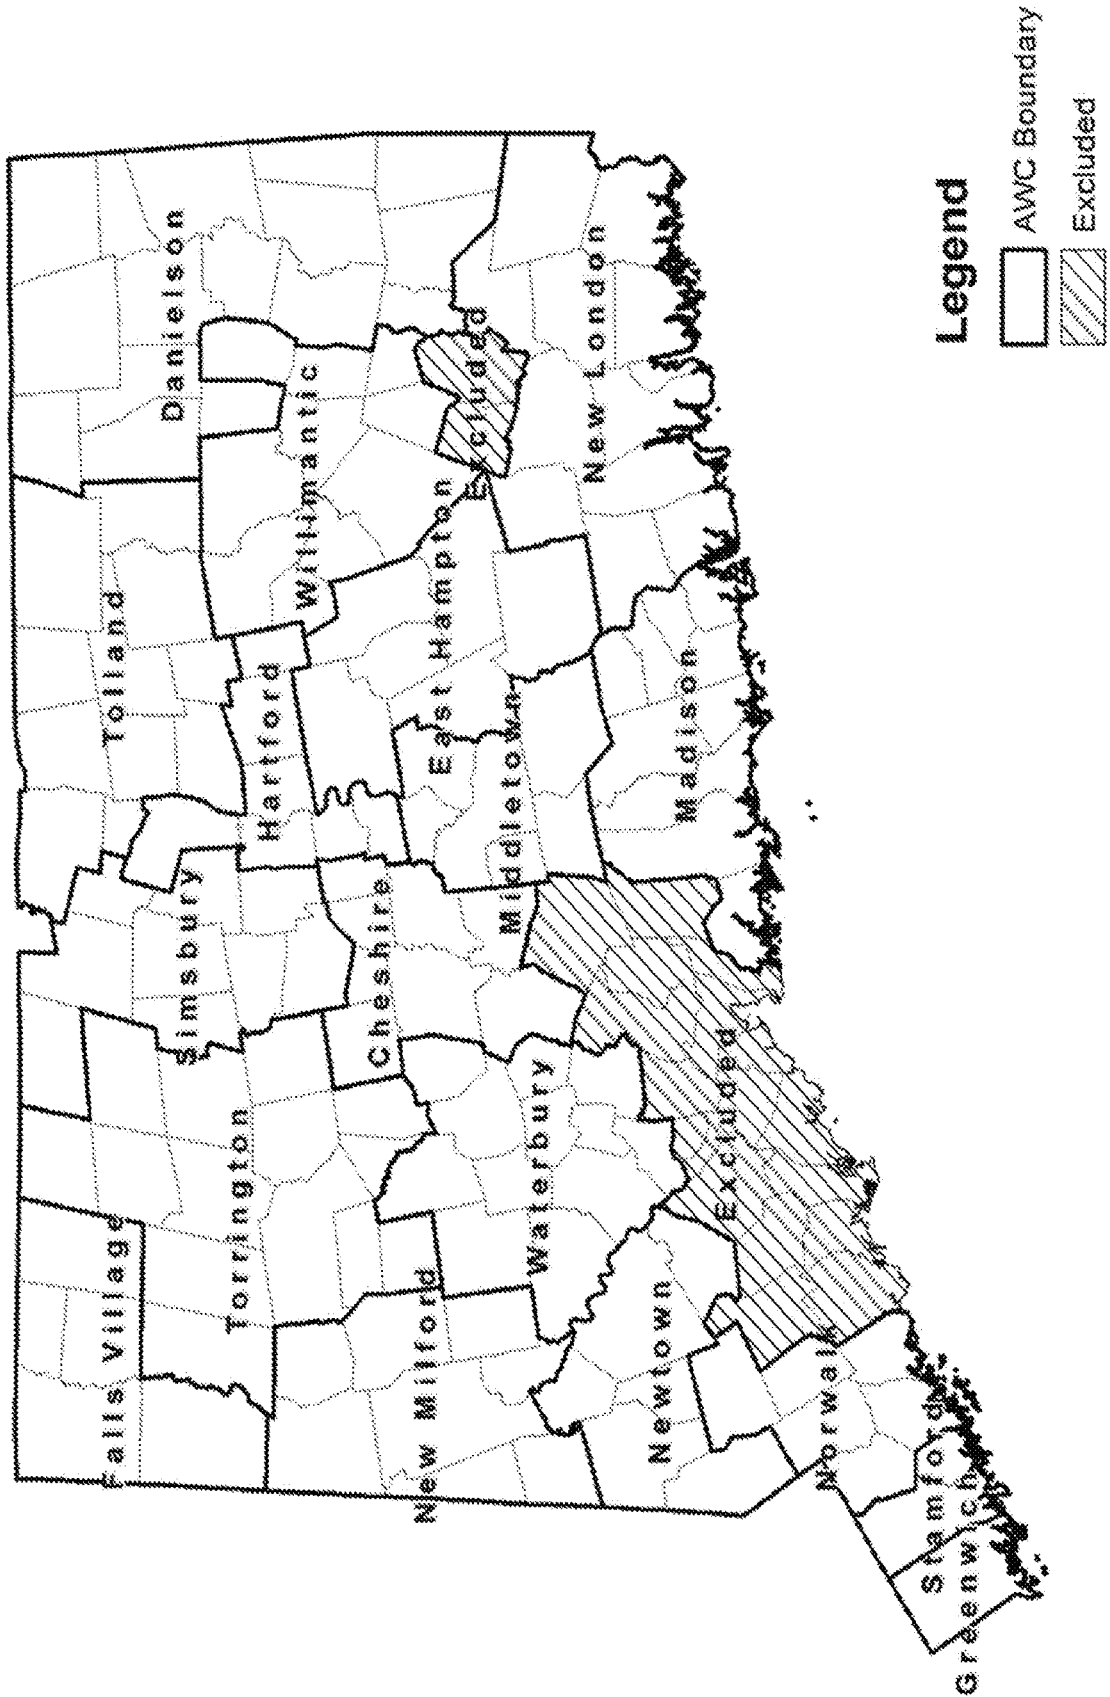 Falls Village
Tolland
Danielson
Simsbury
Torrington
Hartford
Willimantic
Cheshire
New Milford
East Hampton
Excluded
Middletown
Waterbury
New London
Newtown
Madison
Excluded
Norwalk
Stamford
Greenwich
Legend
AWC Boundary
Excluded